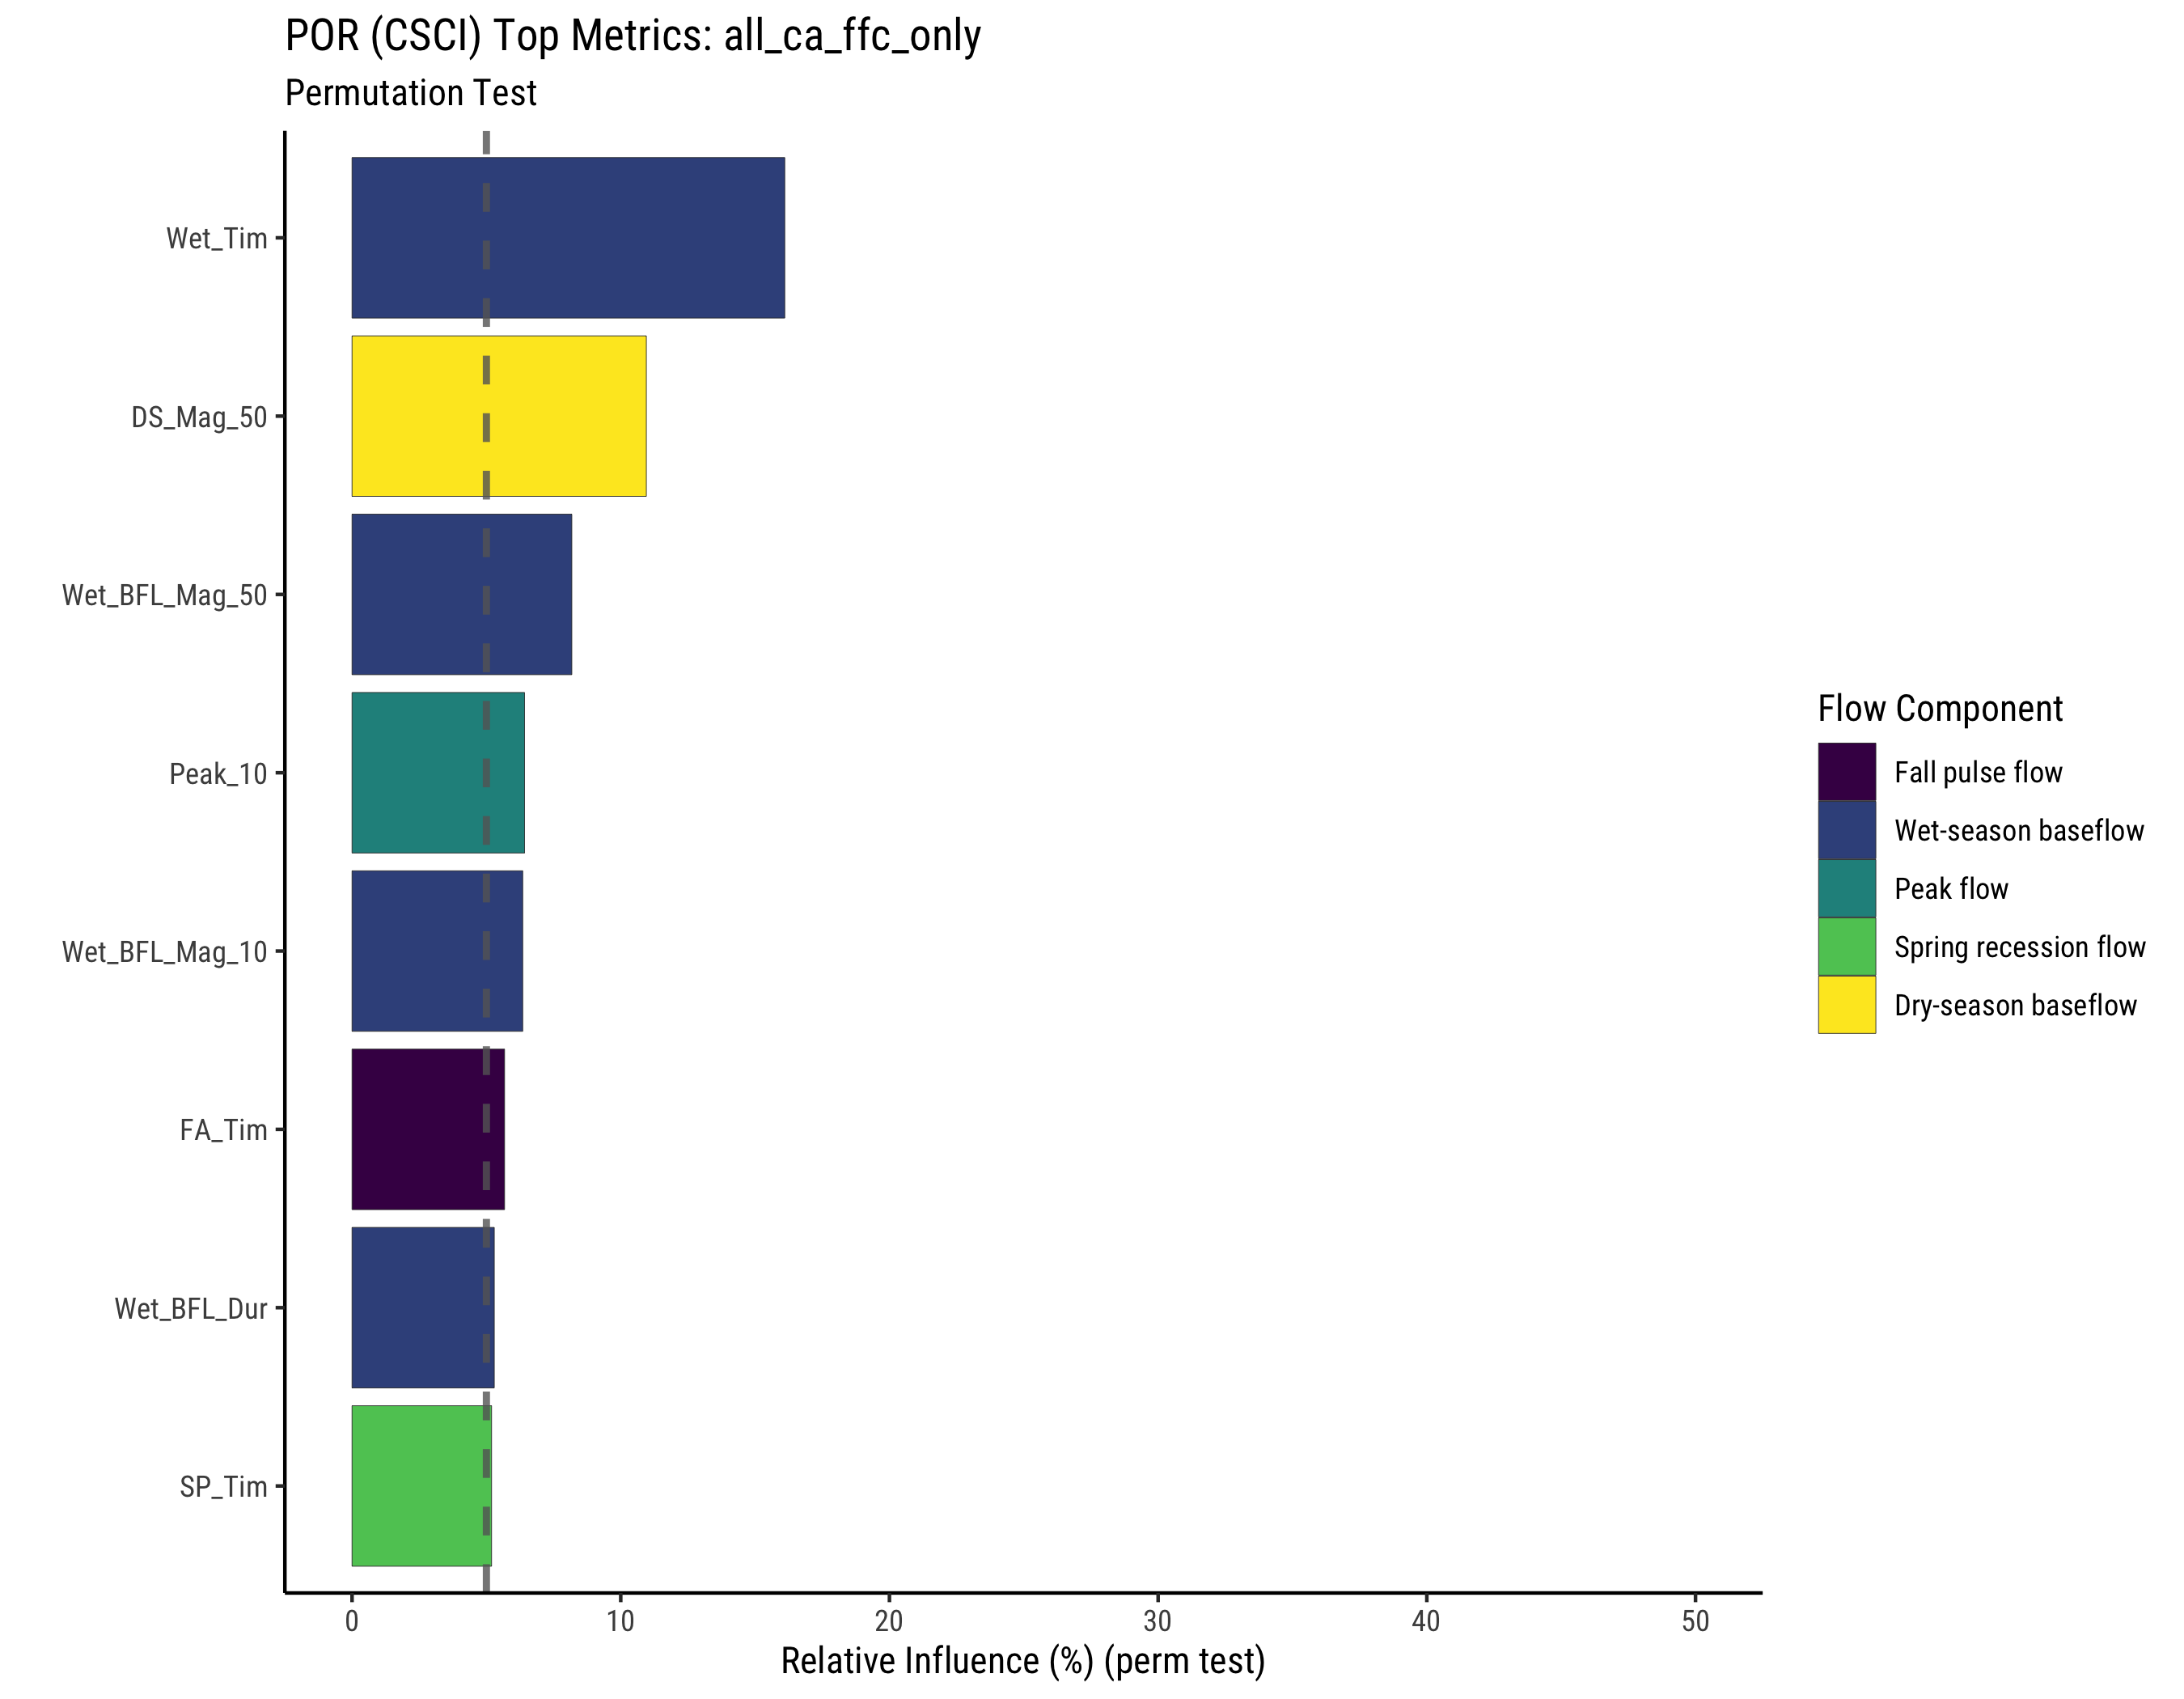 POR (CSCI) Top Metrics: all_ca_ffc_only
Permutation Test
Wet_Tim
DS_Mag_50
Wet_BFL_Mag_50
Peak_10
Wet_BFL_Mag_10
FA_Tim
Wet_BFL_Dur
SP_Tim
0 10 20 30 40 50
Relative Influence (%) (perm test)
Flow Component
Fall pulse flow
Wet-season baseflow
Peak flow
Spring recession flow
Dry-season baseflow